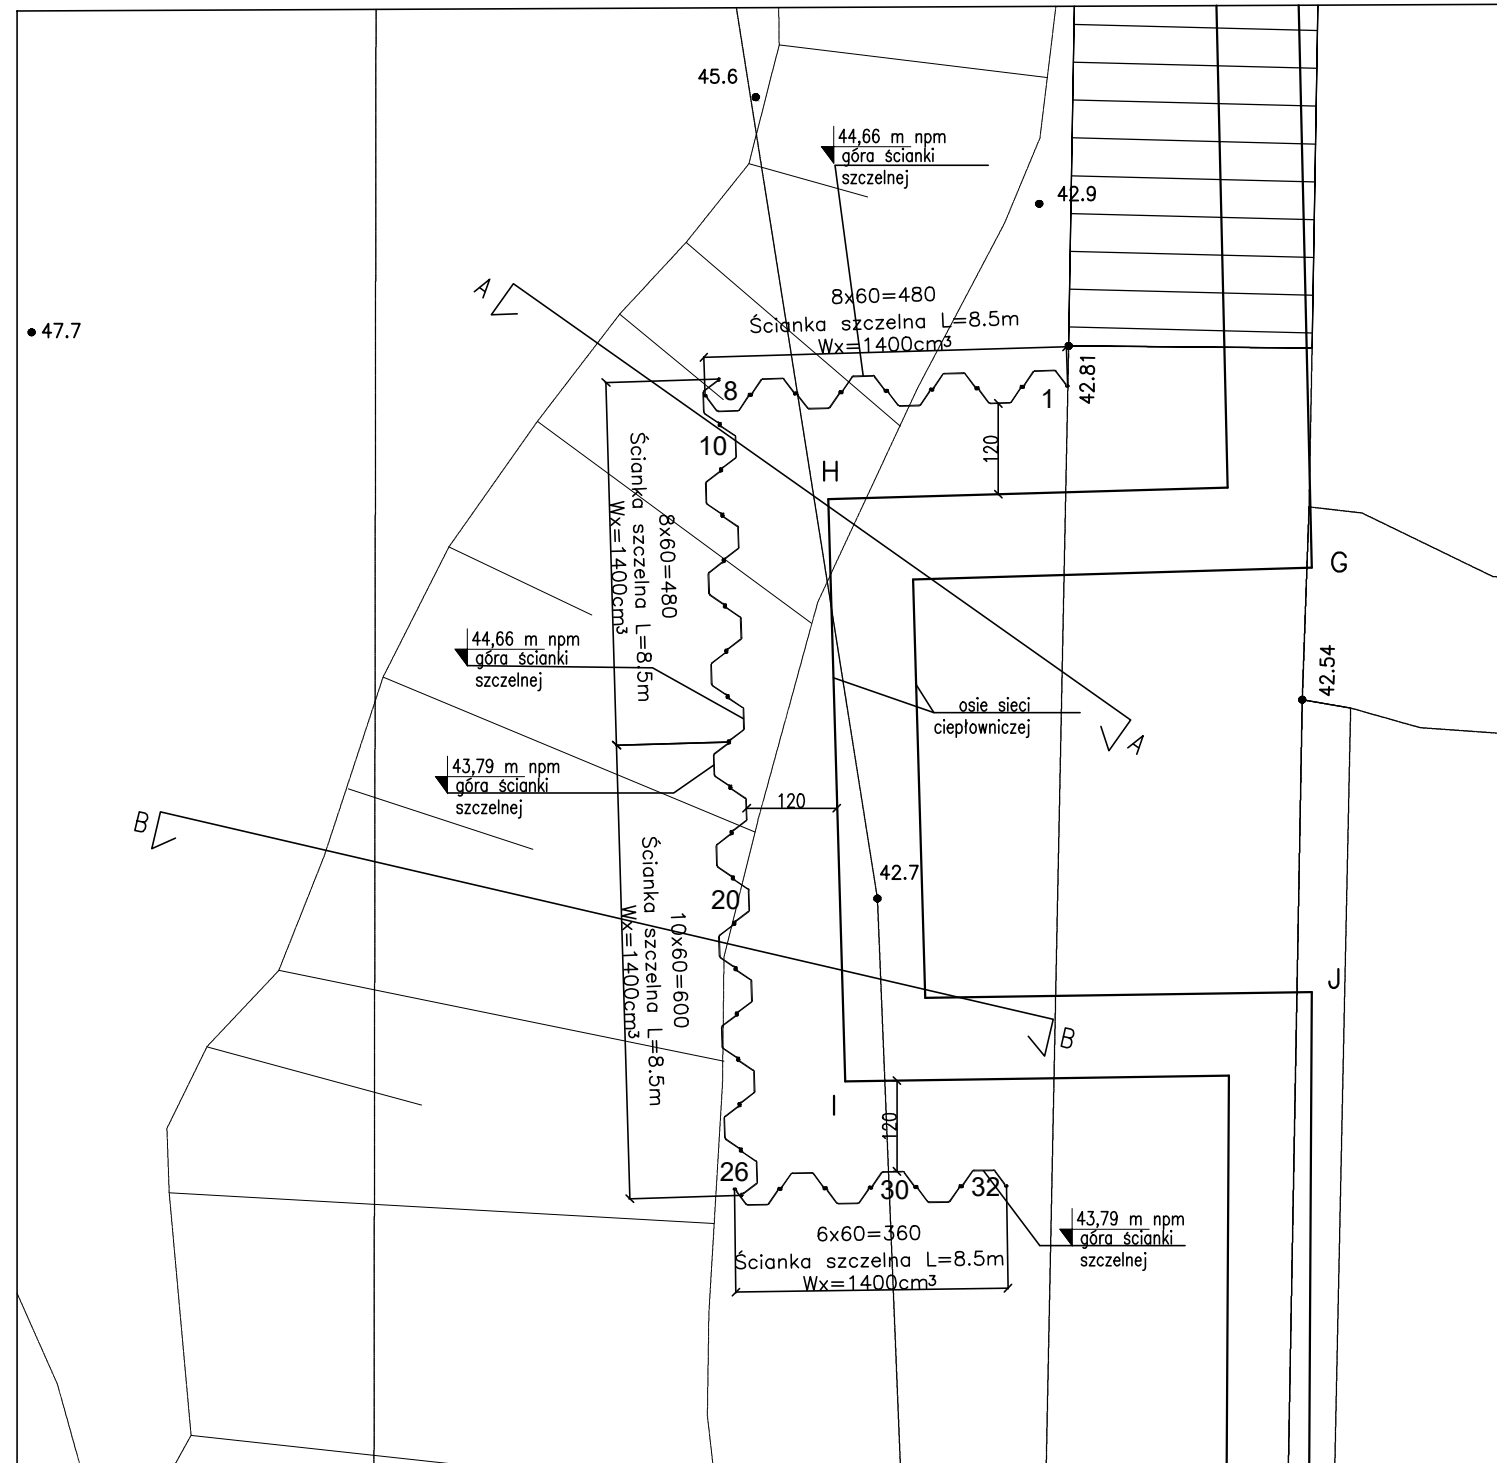 45.6
44,66 m npm
góra ścianki
szczelnej
42.9
A
8x60=480
Ścianka szczelna L=8.5m
Wx=1400cm³
47.7
42.81
8
1
10
120
H
Ścianka szczelna L=8.5m
Wx=1400cm³
8x60=480
G
44,66 m npm
góra ścianki
szczelnej
42.54
osie sieci
ciepłowniczej
A
43,79 m npm
góra ścianki
szczelnej
120
B
Ścianka szczelna L=8.5m
Wx=1400cm³
10x60=600
42.7
20
J
B
I
120
26
30
32
43,79 m npm
góra ścianki
szczelnej
6x60=360
Ścianka szczelna L=8.5m
Wx=1400cm³